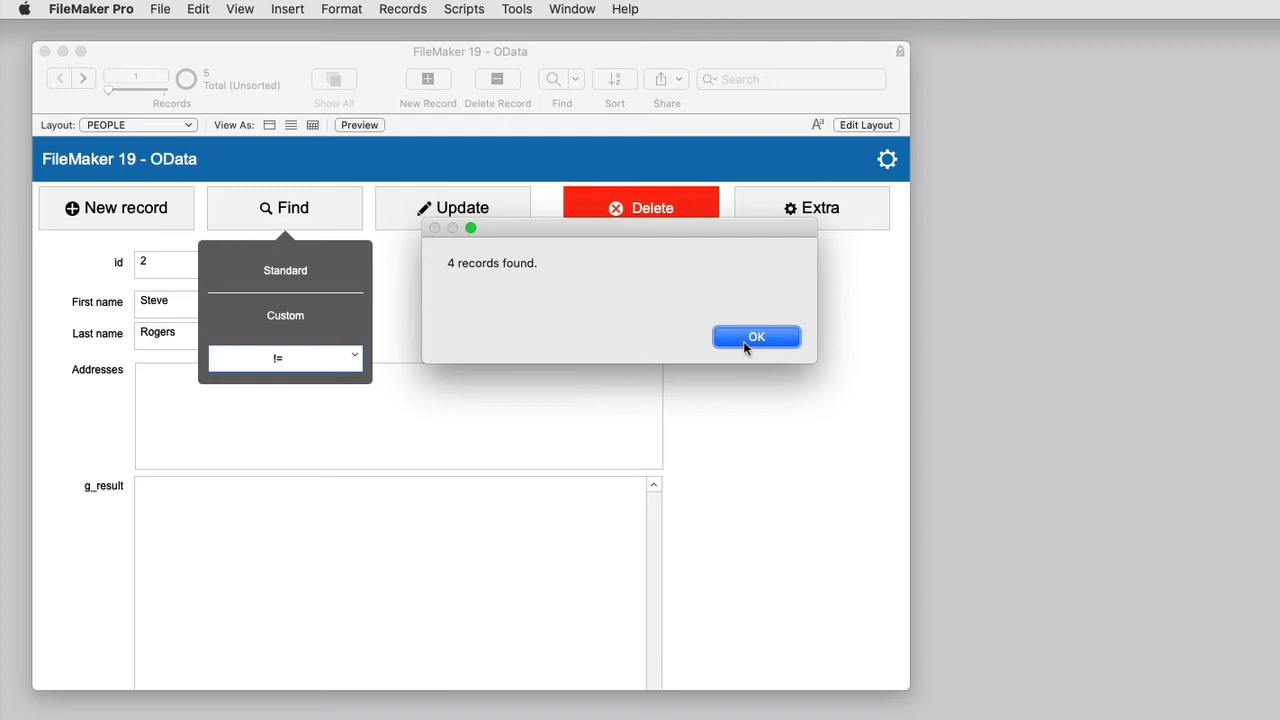 FileMaker Pro File Edit View Insert Format Records Scripts Tools Window Help
FileMaker 19 - OData
1
5
Total (Unsorted)
Search
Records
Show All
New Record
Delete Record
Find
Sort
Share
Layout: PEOPLE View As: Preview Aa Edit Layout
FileMaker 19 - OData
New record Find Update Delete Extra
id 2
First name Steve
Last name Rogers
Addresses
g_result
Standard
Custom
!=
4 records found.
OK